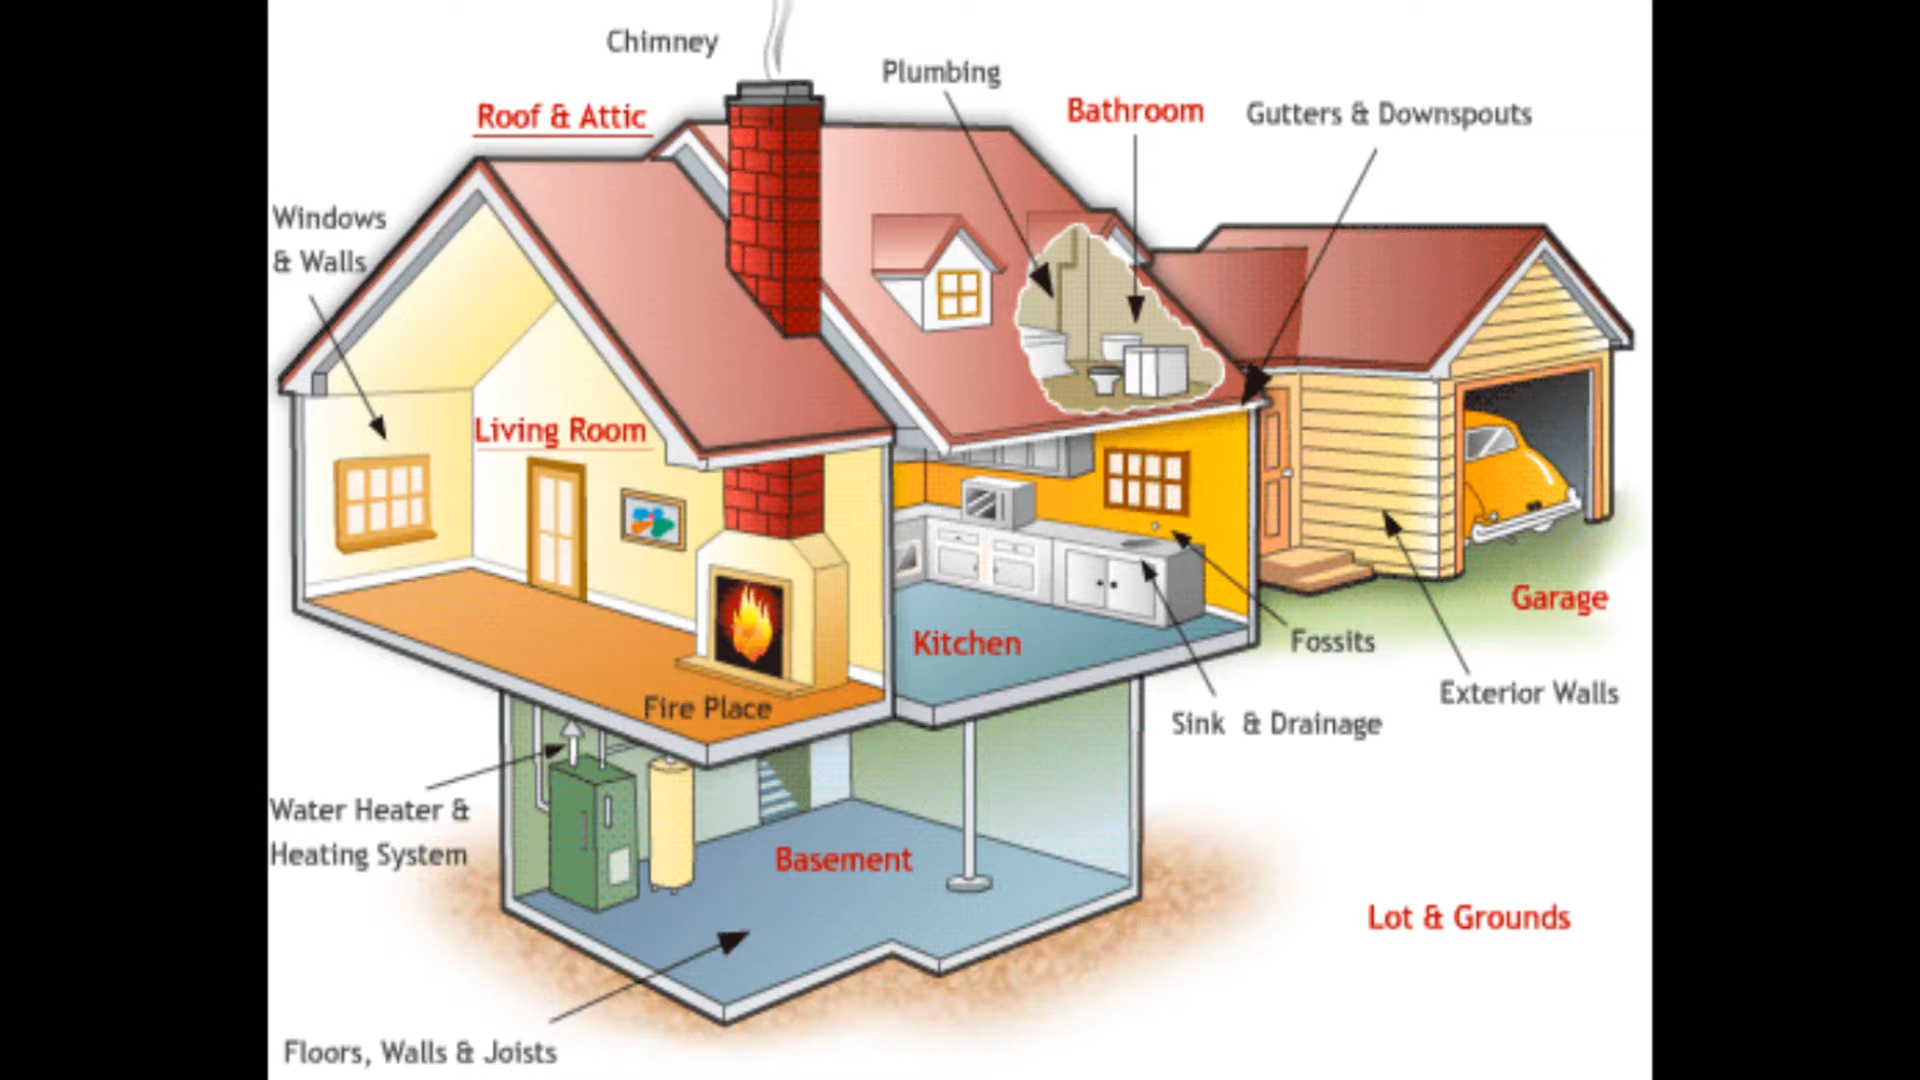 Chimney
Plumbing
Roof & Attic
Bathroom
Gutters & Downspouts
Windows
& Walls
Living Room
Garage
Kitchen
Fossits
Exterior Walls
Fire Place
Sink & Drainage
Water Heater &
Heating System
Basement
Lot & Grounds
Floors, Walls & Joists